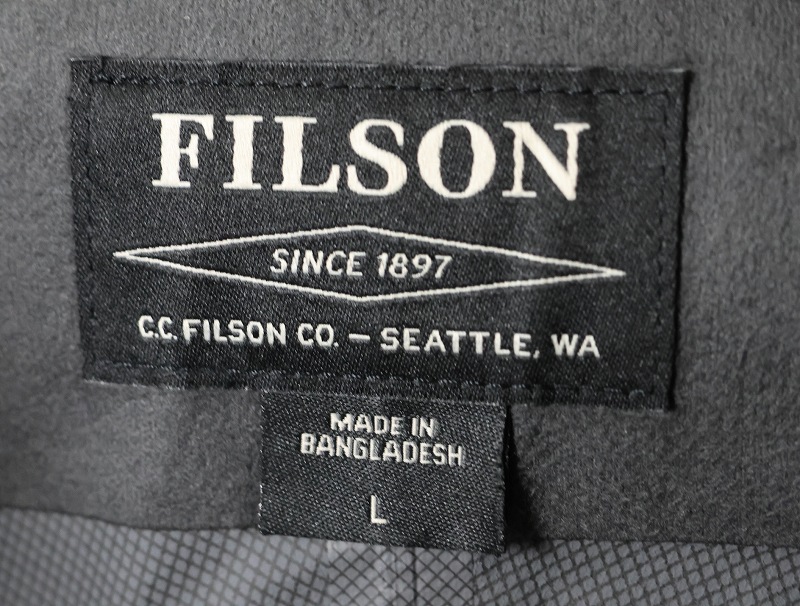 FILSON
SINCE 1897
C.C. FILSON CO. – SEATTLE, WA
MADE IN
BANGLADESH
L